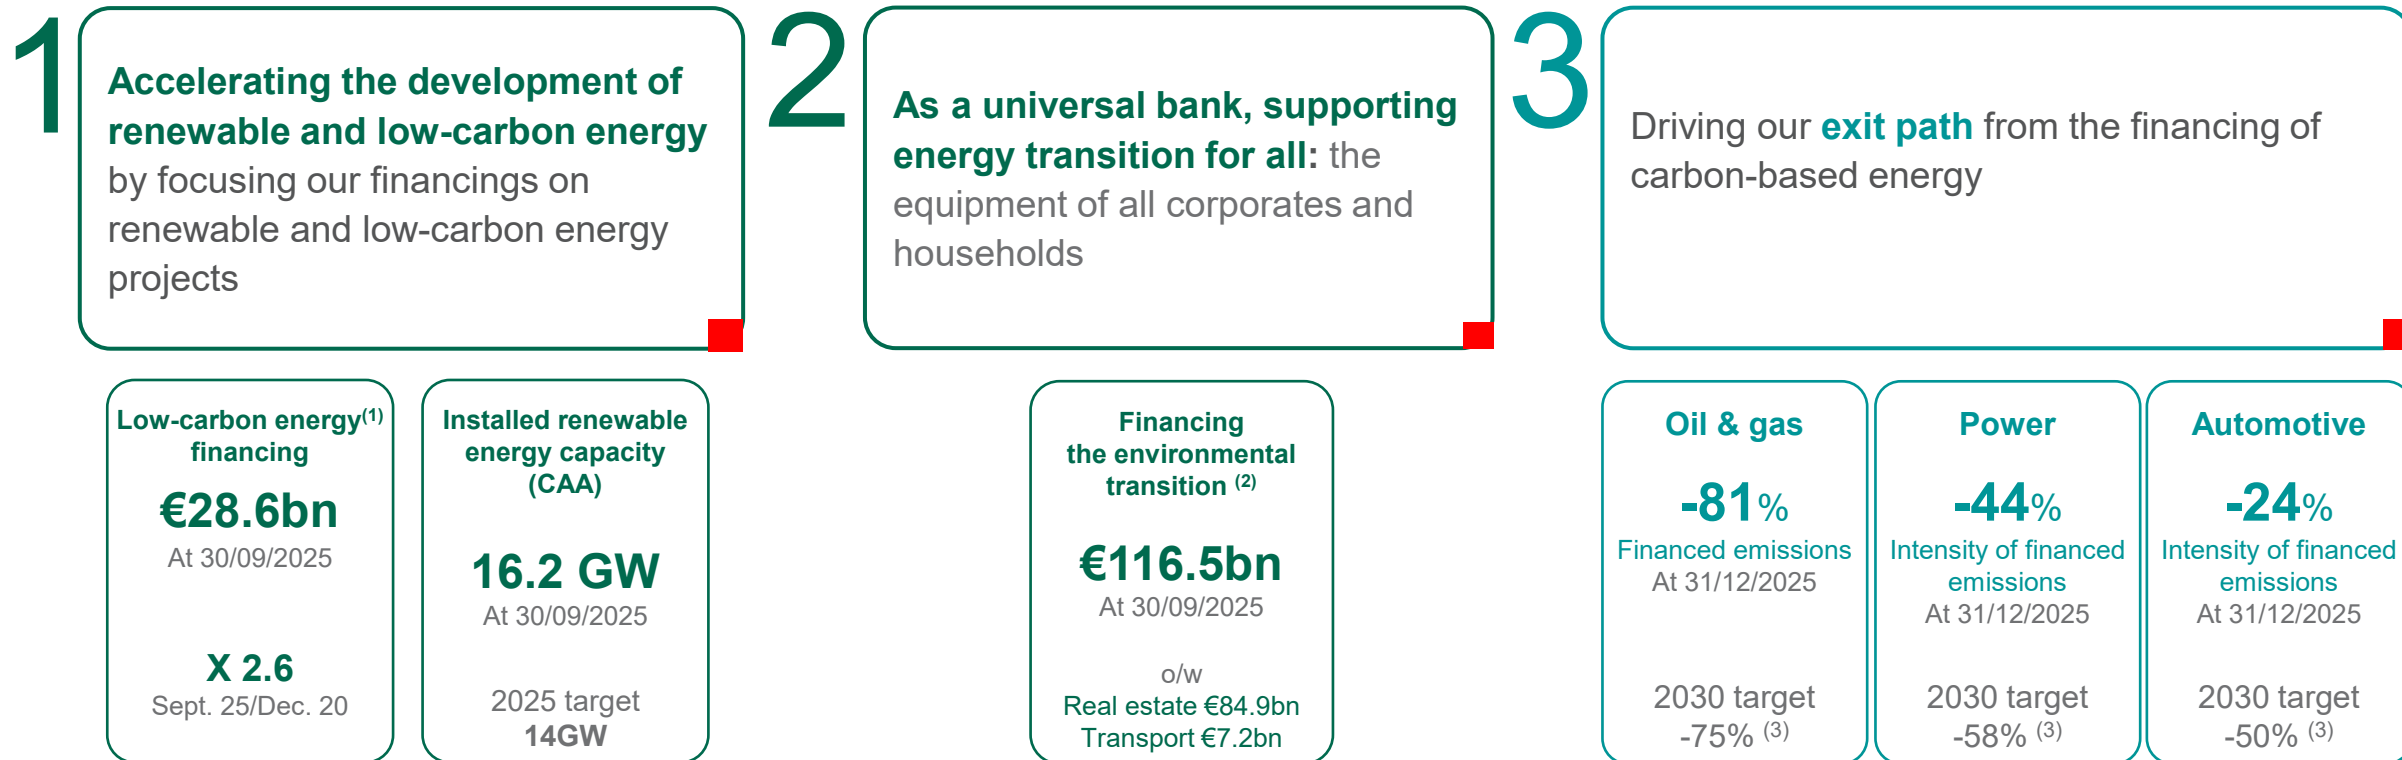 1
Accelerating the development of
renewable and low-carbon energy
by focusing our financings on
renewable and low-carbon energy
projects
2
As a universal bank, supporting
energy transition for all: the
equipment of all corporates and
households
3
Driving our exit path from the financing of
carbon-based energy
Low-carbon energy(1)
financing
€28.6bn
At 30/09/2025
X 2.6
Sept. 25/Dec. 20
Installed renewable
energy capacity
(CAA)
16.2 GW
At 30/09/2025
2025 target
14GW
Financing
the environmental
transition (2)
€116.5bn
At 30/09/2025
o/w
Real estate €84.9bn
Transport €7.2bn
Oil & gas
-81%
Financed emissions
At 31/12/2025
2030 target
-75% (3)
Power
-44%
Intensity of financed
emissions
At 31/12/2025
2030 target
-58% (3)
Automotive
-24%
Intensity of financed
emissions
At 31/12/2025
2030 target
-50% (3)